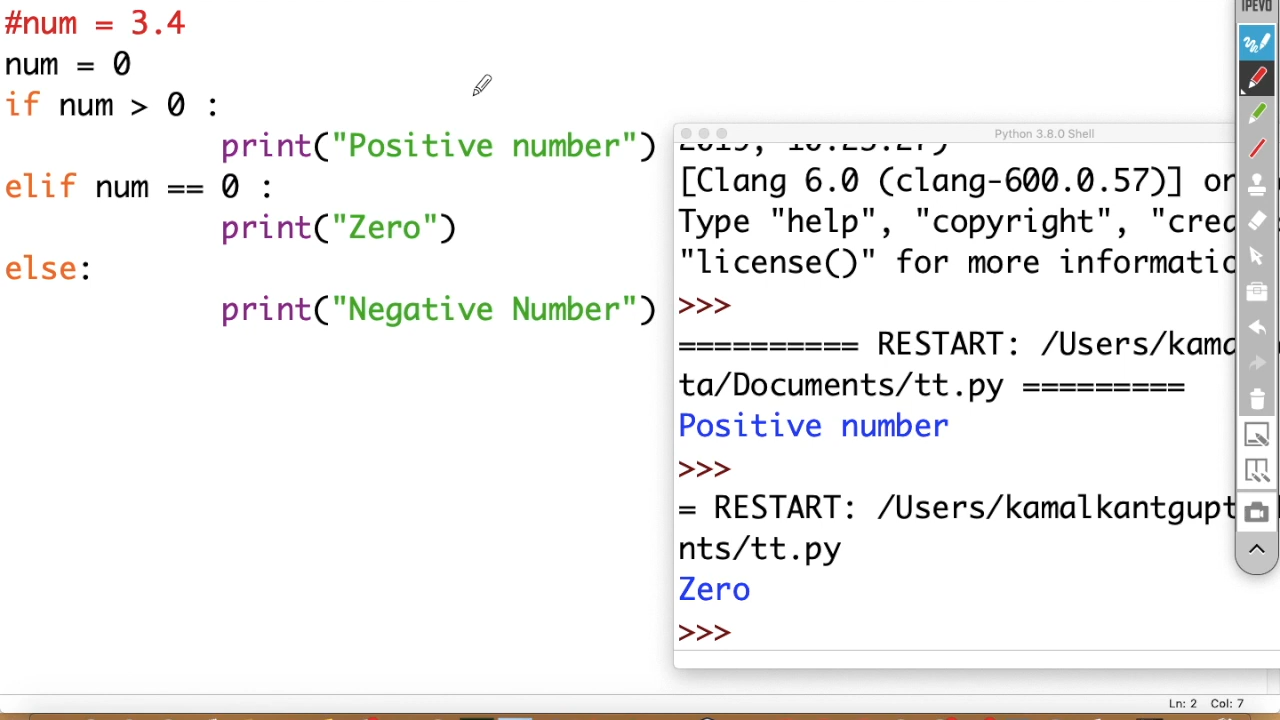 #num = 3.4
num = 0
if num > 0 :
print("Positive number")
elif num == 0 :
print("Zero")
else:
print("Negative Number")
IPEVO
Python 3.8.0 Shell
[Clang 6.0 (clang-600.0.57)] on
Type "help", "copyright", "crea
"license()" for more informatio
>>>
========== RESTART: /Users/kama
ta/Documents/tt.py =========
Positive number
>>>
= RESTART: /Users/kamalkantgupt
nts/tt.py
Zero
>>>
Ln: 2 Col: 7